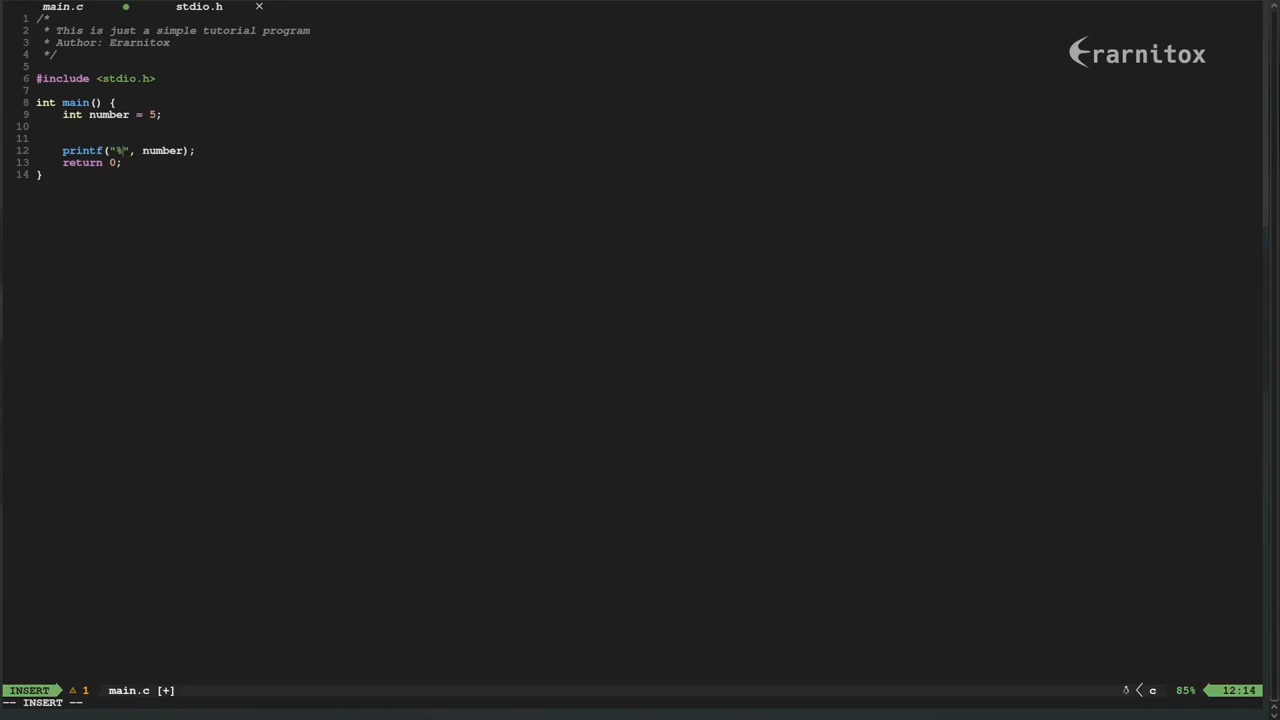 main.c ● stdio.h ×
1 /*
2  * This is just a simple tutorial program
3  * Author: Erarnitox
4  */
5
6 #include <stdio.h>
7
8 int main() {
9     int number = 5;
10
11
12     printf("%", number);
13     return 0;
14 }
Erarnitox
INSERT ⚠ 1 main.c [+] c 85% 12:14
-- INSERT --